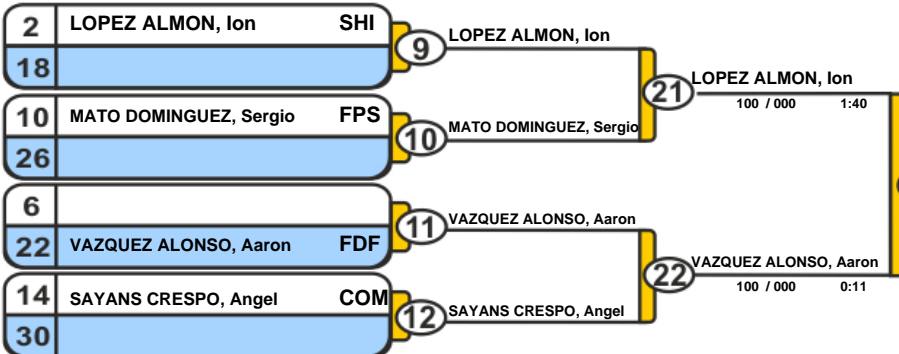 2 LOPEZ ALMON, Ion SHI
18
9 LOPEZ ALMON, Ion
10 MATO DOMINGUEZ, Sergio FPS
26
10 MATO DOMINGUEZ, Sergio
21 LOPEZ ALMON, Ion
100 / 000 1:40
6
22 VAZQUEZ ALONSO, Aaron FDF
11 VAZQUEZ ALONSO, Aaron
14 SAYANS CRESPO, Angel COM
30
12 SAYANS CRESPO, Angel
22 VAZQUEZ ALONSO, Aaron
100 / 000 0:11